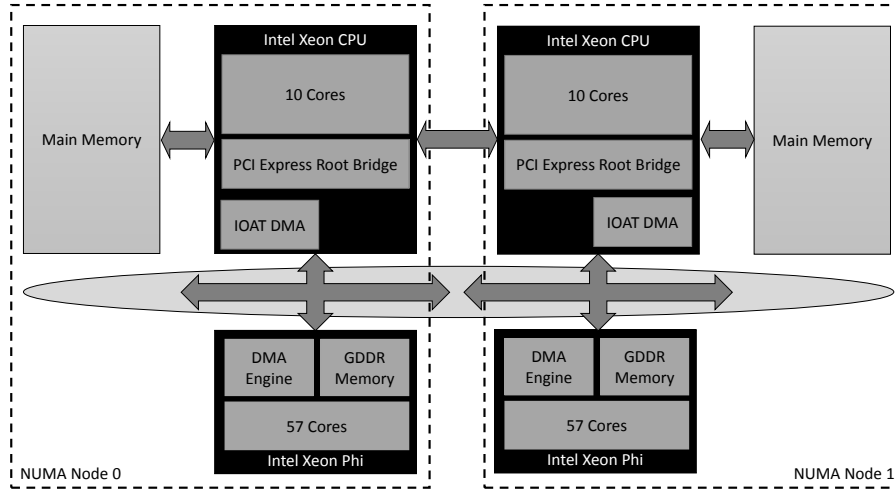 Intel Xeon CPU
10 Cores
Main Memory
PCI Express Root Bridge
IOAT DMA
Intel Xeon CPU
10 Cores
Main Memory
PCI Express Root Bridge
IOAT DMA
DMA
Engine
GDDR
Memory
57 Cores
Intel Xeon Phi
NUMA Node 0
DMA
Engine
GDDR
Memory
57 Cores
Intel Xeon Phi
NUMA Node 1